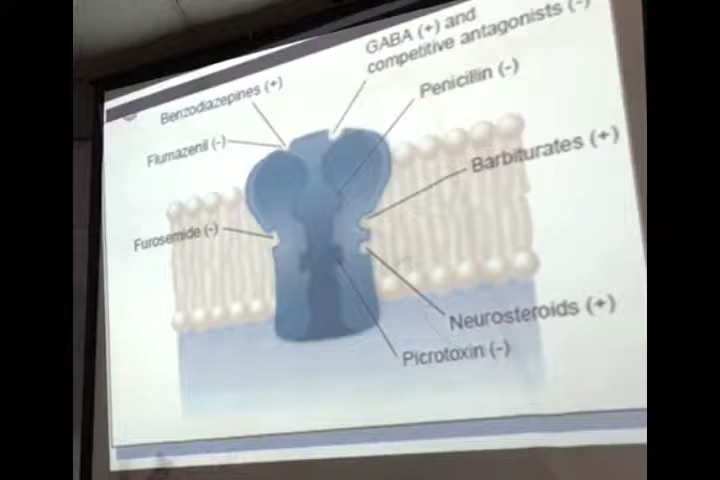 GABA (+) and
competitive antagonists (-)
Benzodiazepines (+)
Penicillin (-)
Flumazenil (-)
Barbiturates (+)
Furosemide (-)
Neurosteroids (+)
Picrotoxin (-)